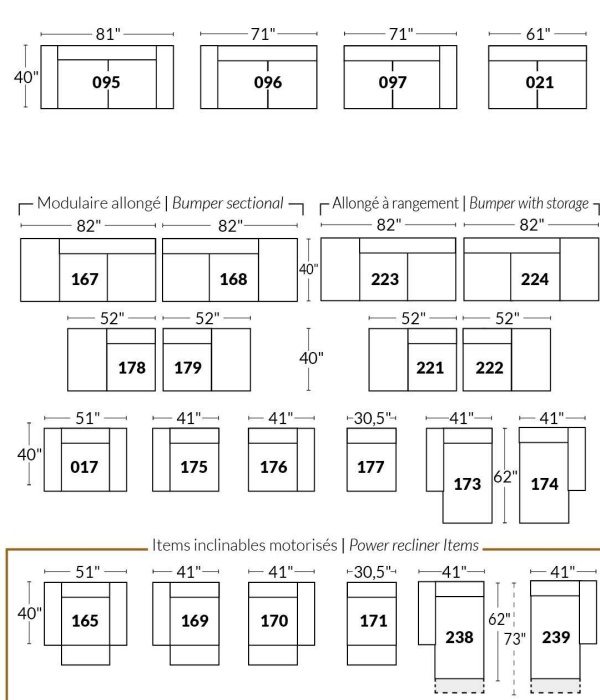 81" 71" 71" 61"
40" 095 096 097 021
Modulaire allongé | Bumper sectional Allongé à rangement | Bumper with storage
82" 82" 82" 82"
167 168 40" 223 224
52" 52" 52" 52"
178 179 40" 221 222
51" 41" 41" 30,5" 41" 41"
40" 017 175 176 177 173 62" 174
Items inclinables motorisés | Power recliner Items
51" 41" 41" 30,5" 41" 41"
40" 165 169 170 171 238 62" 73" 239